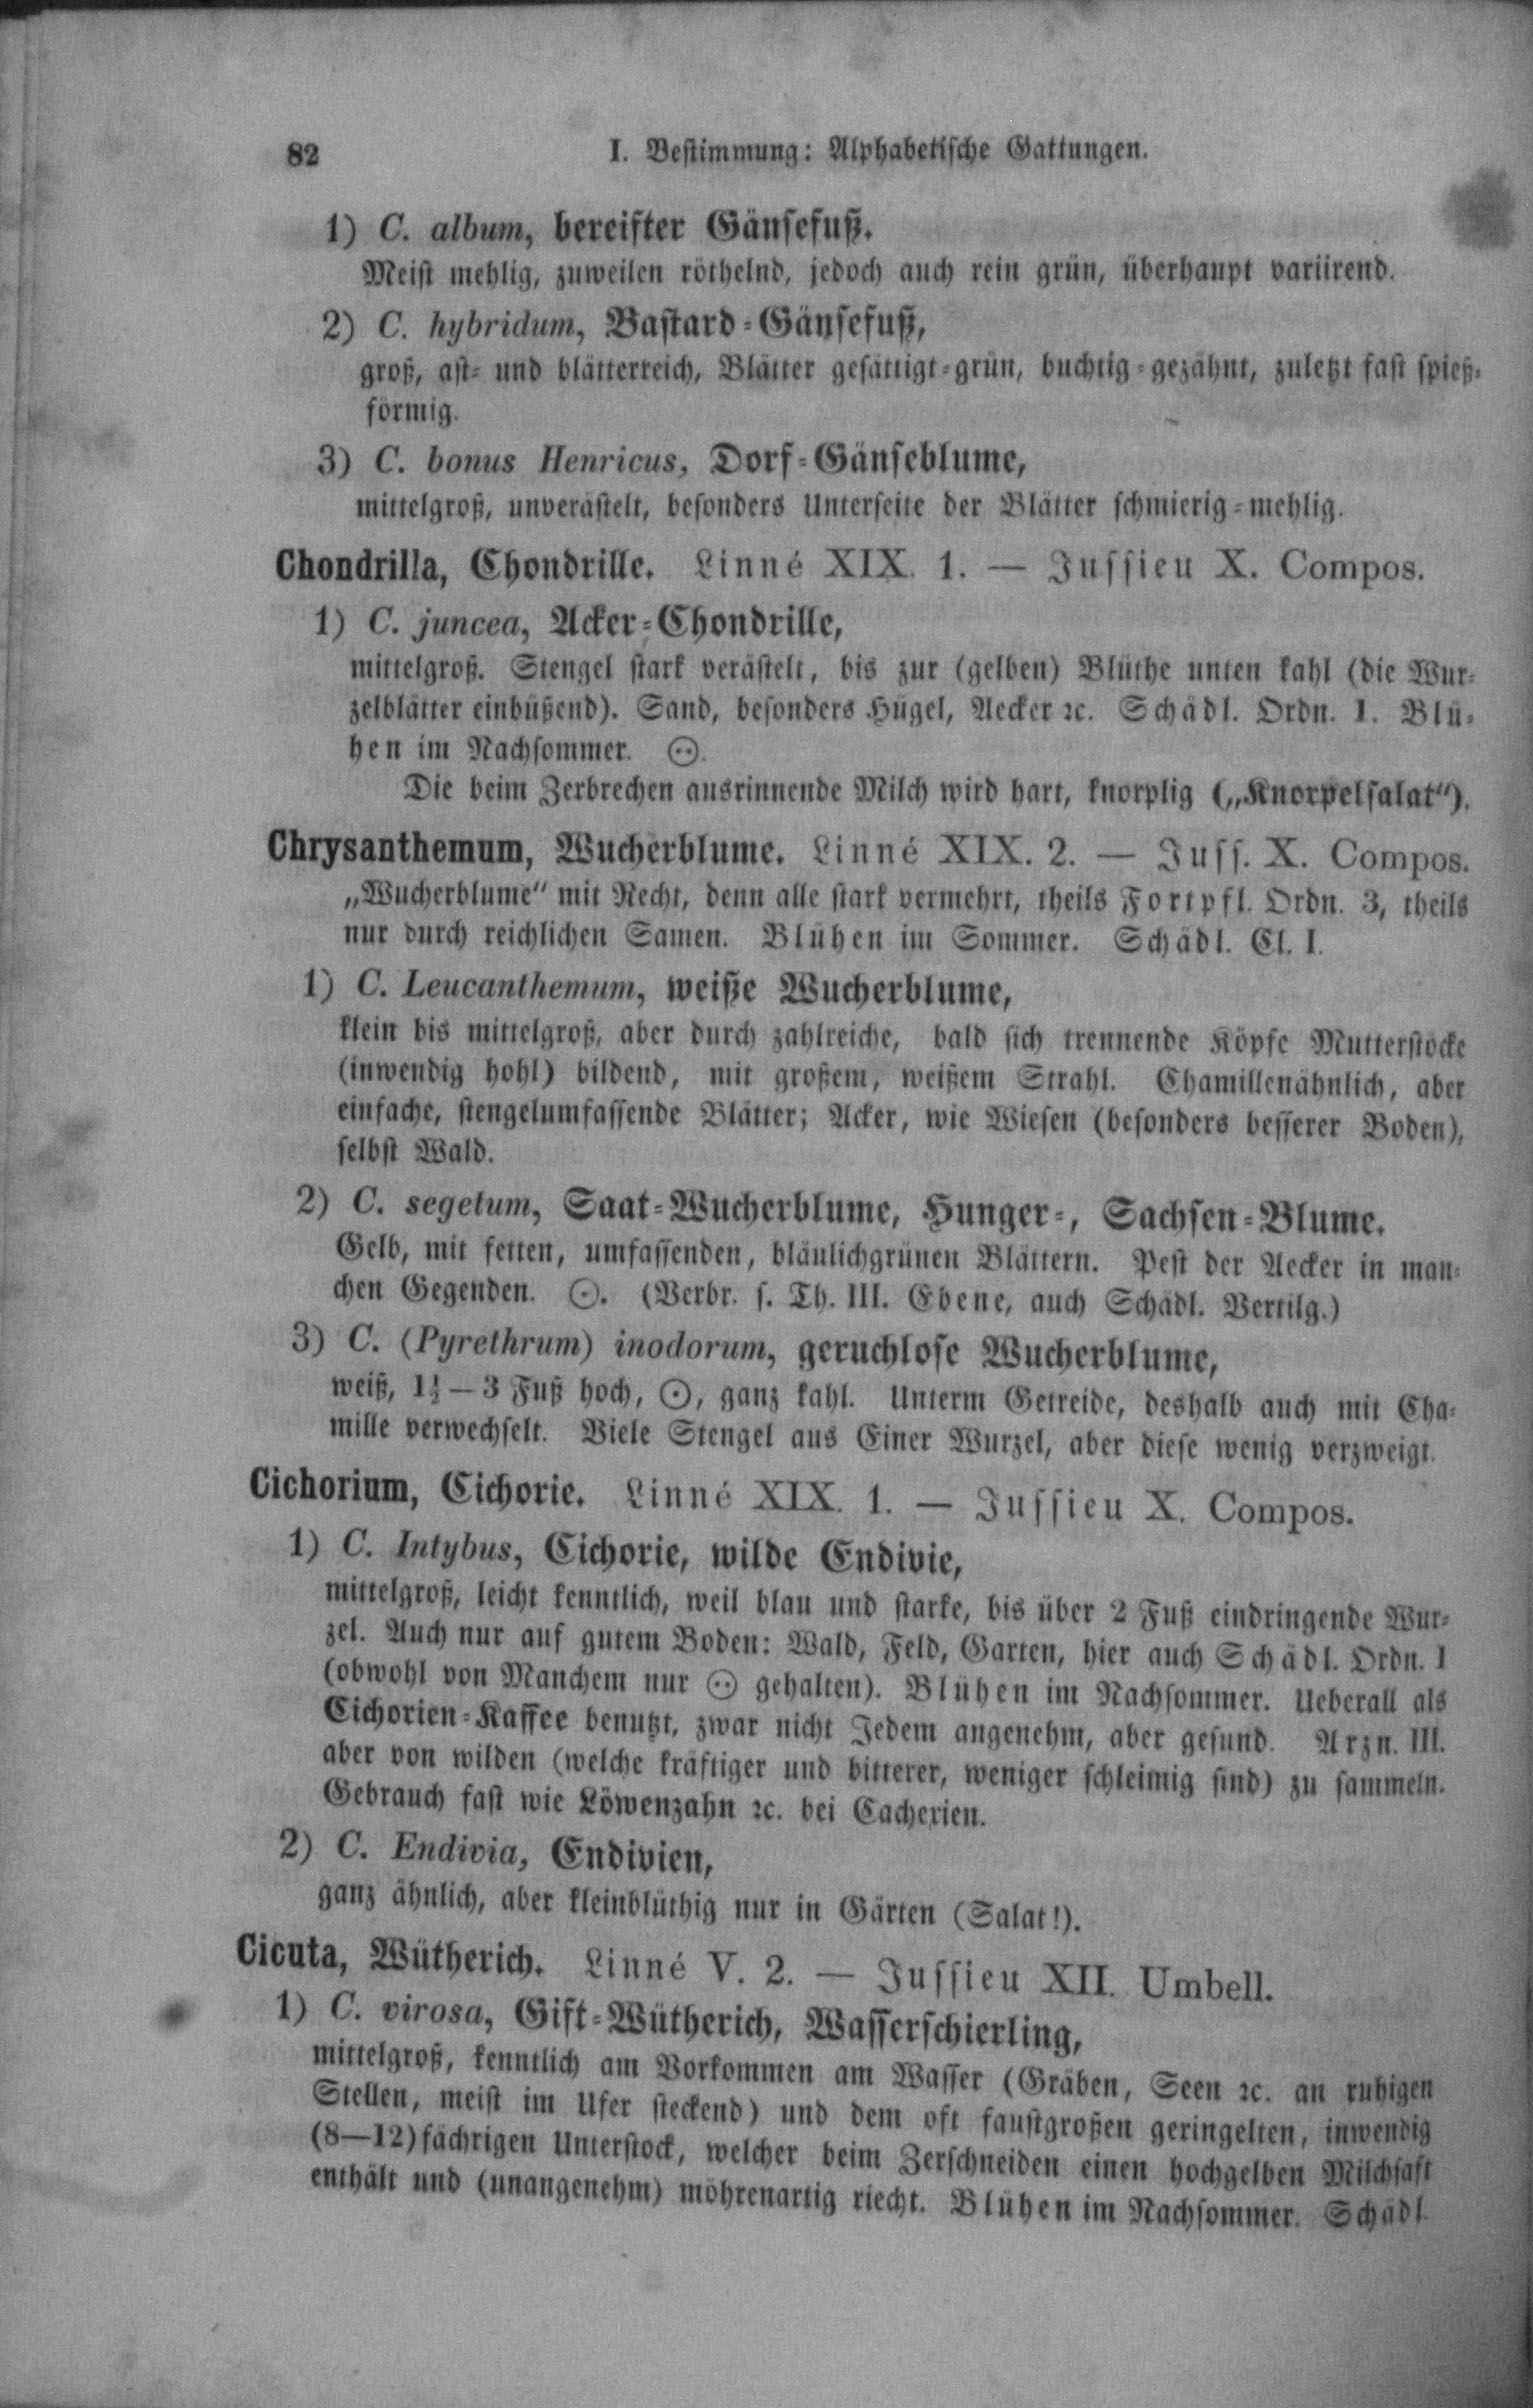 82 I. Bestimmung: Alphabetische Gattungen.
1) C. album, bereifter Gänsefuß.
Meist mehlig, zuweilen röthelnd, jedoch auch rein grün, überhaupt variirend.
2) C. hybridum, Bastard-Gänsefuß,
groß, ast- und blätterreich, Blätter gesättigt-grün, buchtig-gezähnt, zuletzt fast spieß-
förmig.
3) C. bonus Henricus, Dorf-Gänseblume,
mittelgroß, unverästelt, besonders Unterseite der Blätter schmierig-mehlig.
Chondrilla, Chondrille. Linné XIX. 1. — Jussieu X. Compos.
1) C. juncea, Acker-Chondrille,
mittelgroß. Stengel stark verästelt, bis zur (gelben) Blüthe unten kahl (die Wur-
zelblätter einbüßend). Sand, besonders Hügel, Aecker ꝛc. Schädl. Ordn. I. Blü-
hen im Nachsommer. ⚇.
Die beim Zerbrechen ausrinnende Milch wird hart, knorplig („Knorpelsalat“).
Chrysanthemum, Wucherblume. Linné XIX. 2. — Juss. X. Compos.
„Wucherblume“ mit Recht, denn alle stark vermehrt, theils Fortpfl. Ordn. 3, theils
nur durch reichlichen Samen. Blühen im Sommer. Schädl. Cl. I.
1) C. Leucanthemum, weiße Wucherblume,
klein bis mittelgroß, aber durch zahlreiche, bald sich trennende Köpfe Mutterstöcke
(inwendig hohl) bildend, mit großem, weißem Strahl. Chamillenähnlich, aber
einfache, stengelumfassende Blätter; Acker, wie Wiesen (besonders besserer Boden),
selbst Wald.
2) C. segetum, Saat-Wucherblume, Hunger-, Sachsen-Blume.
Gelb, mit fetten, umfassenden, bläulichgrünen Blättern. Pest der Aecker in man-
chen Gegenden. ⊙. (Verbr. s. Th. III. Ebene, auch Schädl. Vertilg.)
3) C. (Pyrethrum) inodorum, geruchlose Wucherblume,
weiß, 1½—3 Fuß hoch, ⊙, ganz kahl. Unterm Getreide, deshalb auch mit Cha-
mille verwechselt. Viele Stengel aus Einer Wurzel, aber diese wenig verzweigt.
Cichorium, Cichorie. Linné XIX. 1. — Jussieu X. Compos.
1) C. Intybus, Cichorie, wilde Endivie,
mittelgroß, leicht kenntlich, weil blau und starke, bis über 2 Fuß eindringende Wur-
zel. Auch nur auf gutem Boden: Wald, Feld, Garten, hier auch Schädl. Ordn. I
(obwohl von Manchem nur ⚇ gehalten). Blühen im Nachsommer. Ueberall als
Cichorien-Kaffee benutzt, zwar nicht Jedem angenehm, aber gesund. Arzn. III.
aber von wilden (welche kräftiger und bitterer, weniger schleimig sind) zu sammeln.
Gebrauch fast wie Löwenzahn ꝛc. bei Cachexien.
2) C. Endivia, Endivien,
ganz ähnlich, aber kleinblüthig nur in Gärten (Salat!).
Cicuta, Wütherich. Linné V. 2. — Jussieu XII. Umbell.
1) C. virosa, Gift-Wütherich, Wasserschierling,
mittelgroß, kenntlich am Vorkommen am Wasser (Gräben, Seen ꝛc. an ruhigen
Stellen, meist im Ufer steckend) und dem oft faustgroßen geringelten, inwendig
(8—12)fächrigen Unterstock, welcher beim Zerschneiden einen hochgelben Milchsaft
enthält und (unangenehm) möhrenartig riecht. Blühen im Nachsommer. Schädl.